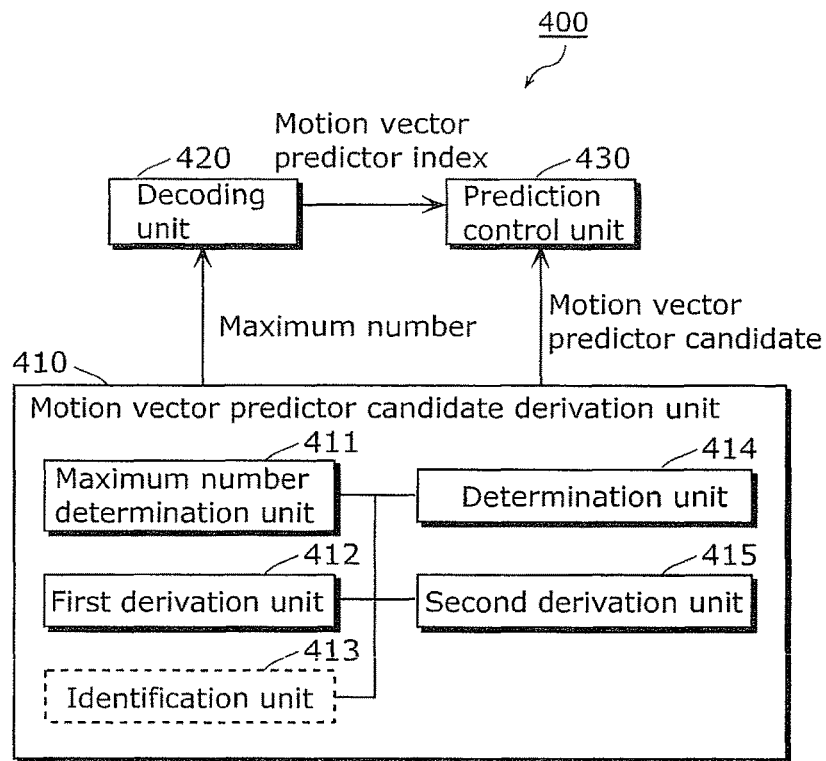 400
Motion vector
predictor index
420
430
Decoding
unit
Prediction
control unit
Maximum number
Motion vector
predictor candidate
410
Motion vector predictor candidate derivation unit
411
414
Maximum number
determination unit
Determination unit
412
415
First derivation unit
Second derivation unit
413
Identification unit